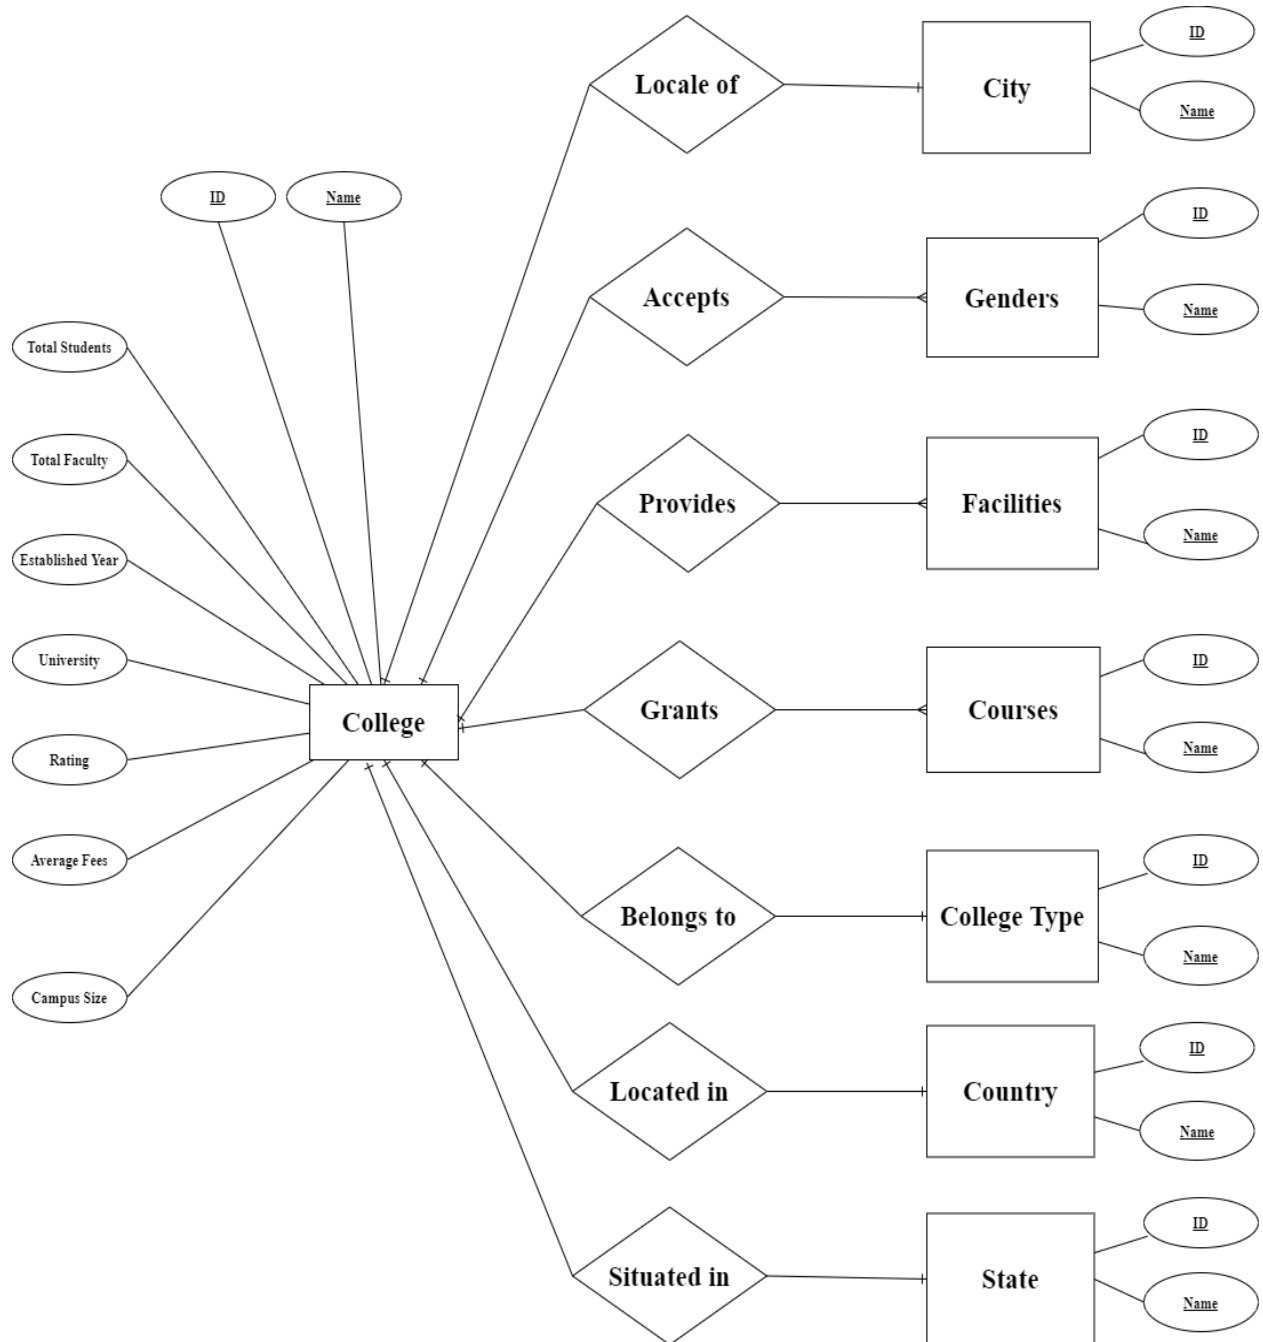 ID
Locale of
City
Name
ID
Name
ID
Accepts
Genders
Name
Total Students
ID
Total Faculty
Provides
Facilities
Name
Established Year
University
ID
Grants
Courses
College
Name
Rating
Average Fees
ID
Belongs to
College Type
Name
Campus Size
ID
Located in
Country
Name
ID
Situated in
State
Name